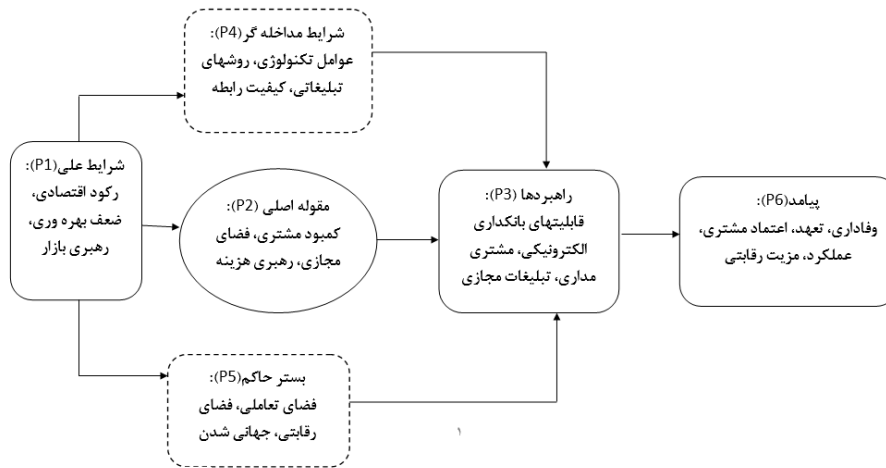 شرایط مداخله گر(P4):
عوامل تکنولوژی، روشهای
تبلیغاتی، کیفیت رابطه
شرایط علی(P1):
رکود اقتصادی،
ضعف بهره وری،
رهبری بازار
مقوله اصلی (P2):
کمبود مشتری، فضای
مجازی، رهبری هزینه
راهبردها (P3):
قابلیتهای بانکداری
الکترونیکی، مشتری
مداری، تبلیغات مجازی
پیامد(P6):
وفاداری، تعهد، اعتماد مشتری،
عملکرد، مزیت رقابتی
بستر حاکم(P5):
فضای تعاملی، فضای
رقابتی، جهانی شدن
۱